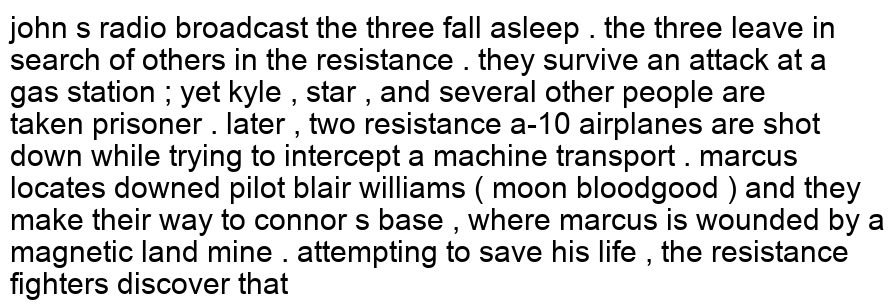 john s radio broadcast the three fall asleep . the three leave in
search of others in the resistance . they survive an attack at a
gas station ; yet kyle , star , and several other people are
taken prisoner . later , two resistance a-10 airplanes are shot
down while trying to intercept a machine transport . marcus
locates downed pilot blair williams ( moon bloodgood ) and they
make their way to connor s base , where marcus is wounded by a
magnetic land mine . attempting to save his life , the resistance
fighters discover that